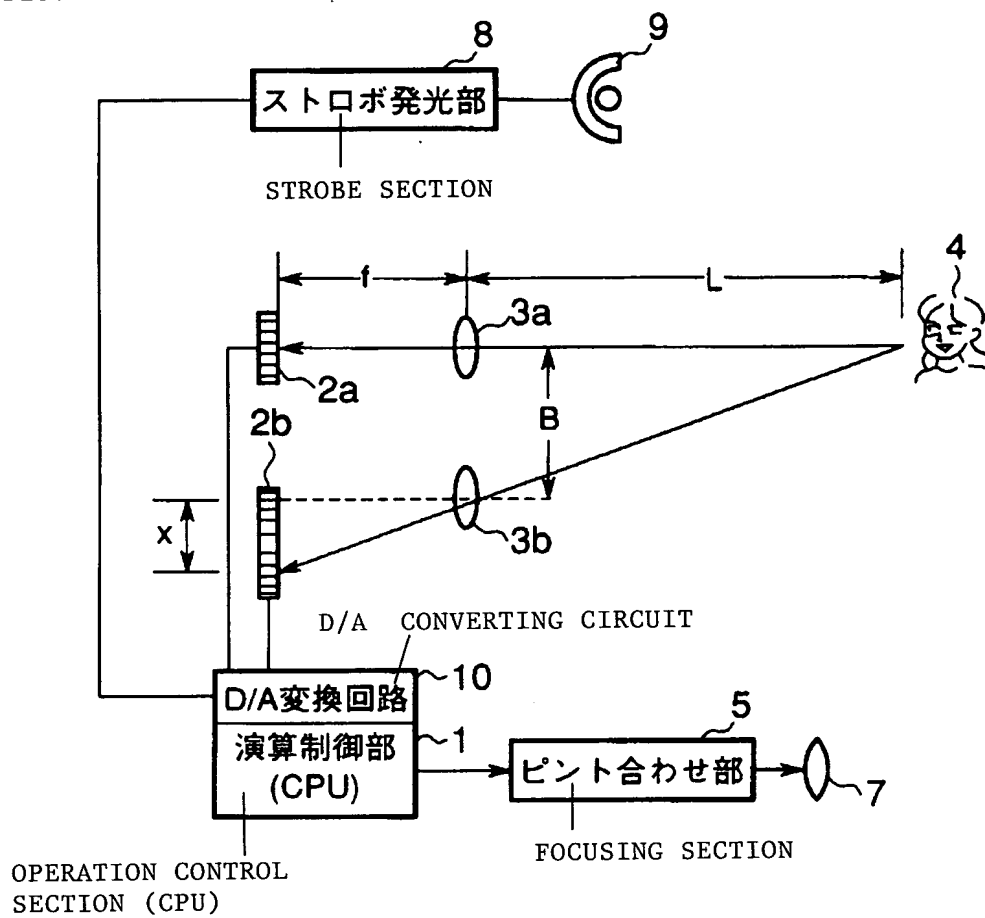 8
9
ストロボ発光部
STROBE SECTION
f
L
4
3a
2a
B
2b
x
3b
D/A CONVERTING CIRCUIT
D/A変換回路
10
演算制御部
(CPU)
1
5
ピント合わせ部
7
FOCUSING SECTION
OPERATION CONTROL
SECTION (CPU)